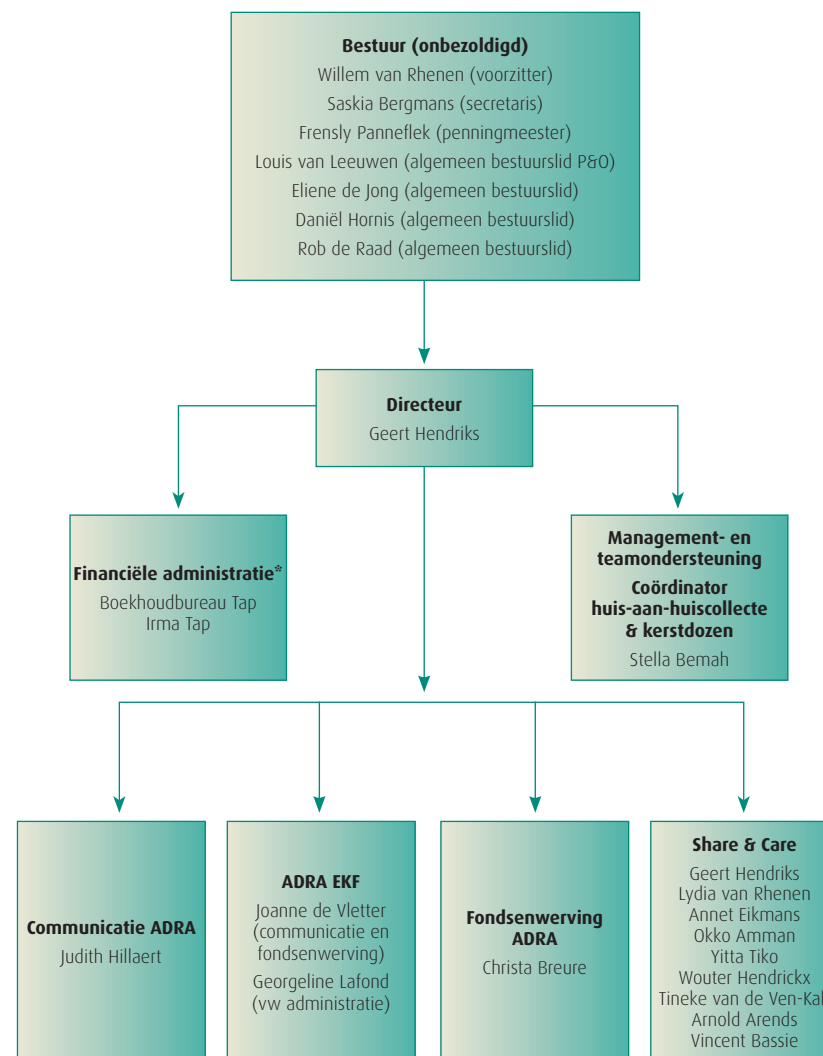 Bestuur (onbezoldigd)
Willem van Rhenen (voorzitter)
Saskia Bergmans (secretaris)
Frensly Panneflek (penningmeester)
Louis van Leeuwen (algemeen bestuurslid P&O)
Eliene de Jong (algemeen bestuurslid)
Daniël Hornis (algemeen bestuurslid)
Rob de Raad (algemeen bestuurslid)
Directeur
Geert Hendriks
Financiële administratie*
Boekhoudbureau Tap
Irma Tap
Management- en
teamondersteuning
Coördinator
huis-aan-huiscollecte
& kerstdozen
Stella Bemah
Communicatie ADRA
Judith Hillaert
ADRA EKF
Joanne de Vletter
(communicatie en
fondsenwerving)
Georgeline Lafond
(vw administratie)
Fondsenwerving
ADRA
Christa Breure
Share & Care
Geert Hendriks
Lydia van Rhenen
Annet Eikmans
Okko Amman
Yitta Tiko
Wouter Hendrickx
Tineke van de
Arnold Arends
Vincent Bassie